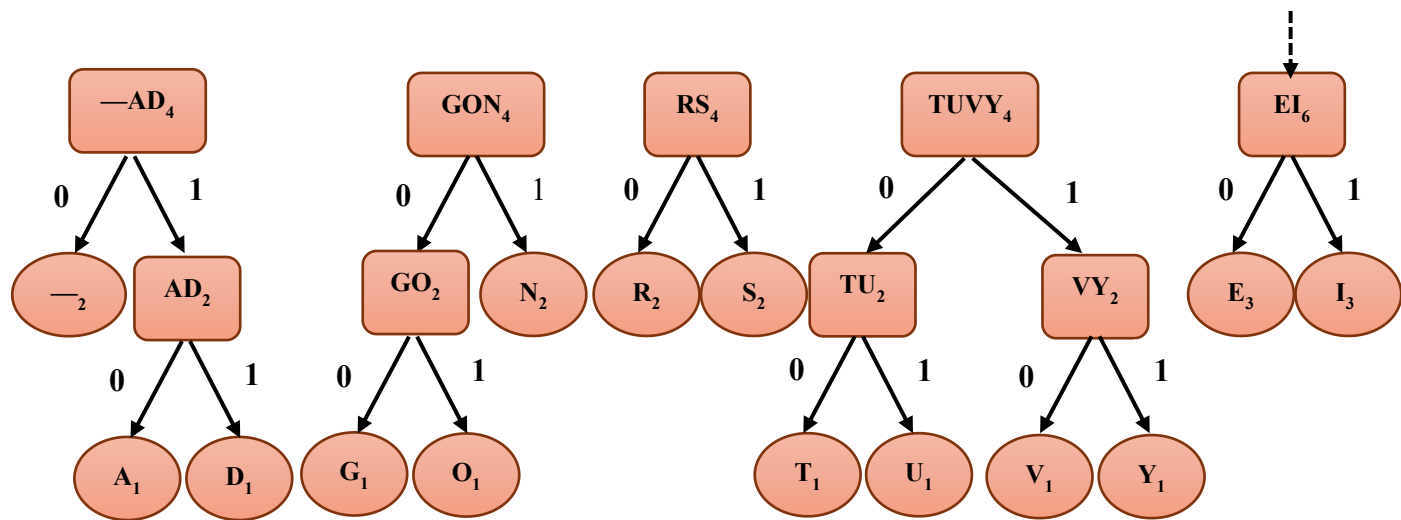 —AD₄ GON₄ RS₄ TUVY₄ EI₆
0 1 0 1 0 1 0 1 0 1
—₂ AD₂ GO₂ N₂ R₂ S₂ TU₂ VY₂ E₃ I₃
0 1 0 1 0 1 0 1
A₁ D₁ G₁ O₁ T₁ U₁ V₁ Y₁